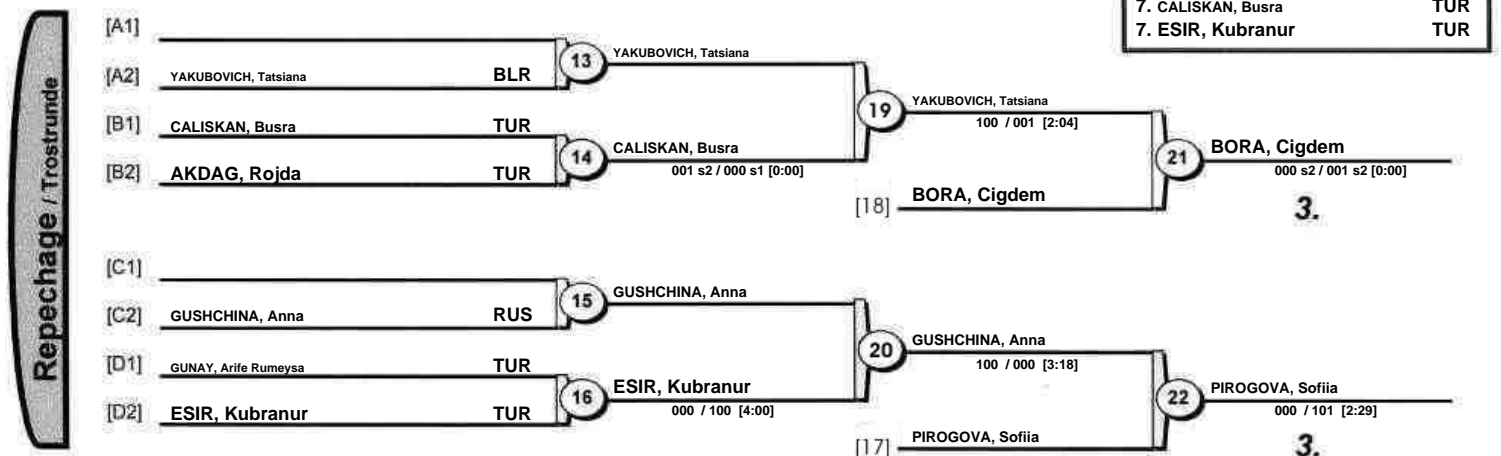 7. CALISKAN, Busra TUR
7. ESIR, Kubranur TUR
Repechage / Trostrunde
[A1]
[A2] YAKUBOVICH, Tatsiana BLR
13
YAKUBOVICH, Tatsiana
[B1] CALISKAN, Busra TUR
[B2] AKDAG, Rojda TUR
14
CALISKAN, Busra
001 s2 / 000 s1 [0:00]
19
YAKUBOVICH, Tatsiana
100 / 001 [2:04]
[18] BORA, Cigdem
21
BORA, Cigdem
000 s2 / 001 s2 [0:00]
3.
[C1]
[C2] GUSHCHINA, Anna RUS
15
GUSHCHINA, Anna
[D1] GUNAY, Arife Rumeysa TUR
[D2] ESIR, Kubranur TUR
16
ESIR, Kubranur
000 / 100 [4:00]
20
GUSHCHINA, Anna
100 / 000 [3:18]
[17] PIROGOVA, Sofiia
22
PIROGOVA, Sofiia
000 / 101 [2:29]
3.